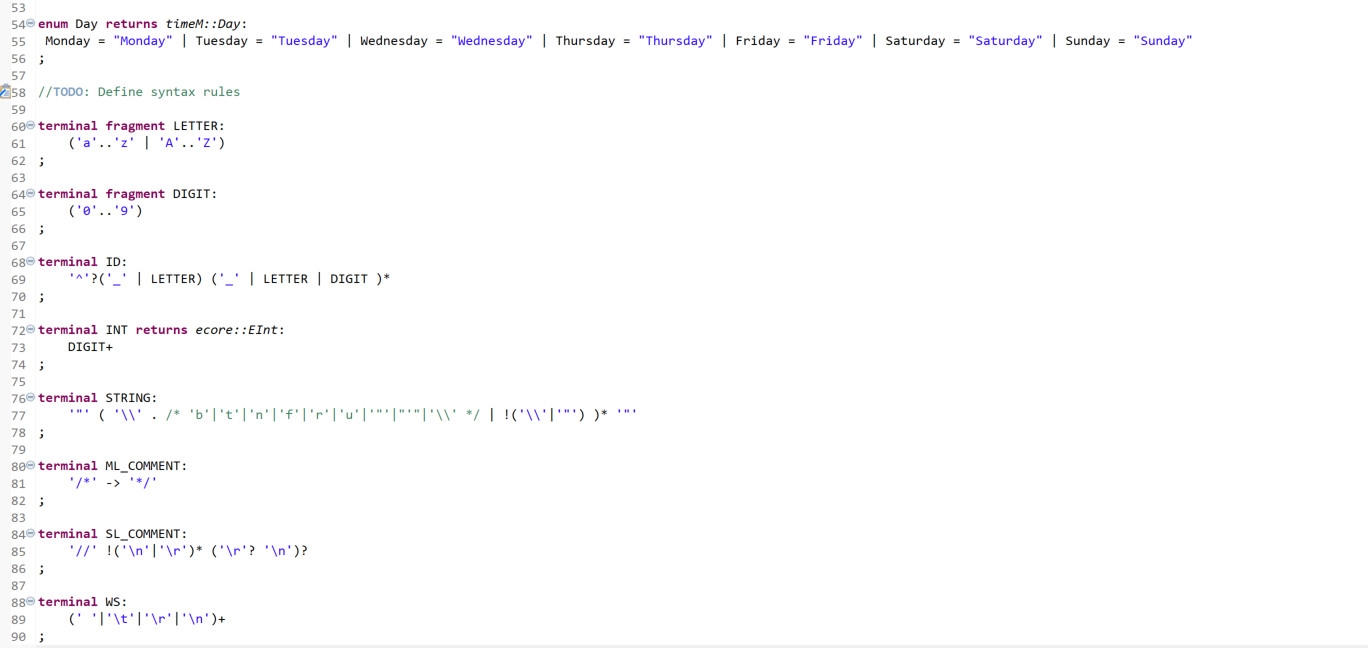 53
54 enum Day returns timeM::Day:
55  Monday = "Monday" | Tuesday = "Tuesday" | Wednesday = "Wednesday" | Thursday = "Thursday" | Friday = "Friday" | Saturday = "Saturday" | Sunday = "Sunday"
56 ;
57
58 //TODO: Define syntax rules
59
60 terminal fragment LETTER:
61     ('a'..'z' | 'A'..'Z')
62 ;
63
64 terminal fragment DIGIT:
65     ('0'..'9')
66 ;
67
68 terminal ID:
69     '^'?('_' | LETTER) ('_' | LETTER | DIGIT )*
70 ;
71
72 terminal INT returns ecore::EInt:
73     DIGIT+
74 ;
75
76 terminal STRING:
77     '"' ( '\\' . /* 'b'|'t'|'n'|'f'|'r'|'u'|'"'|"'"|'\\' */ | !('\\'|'"') )* '"'
78 ;
79
80 terminal ML_COMMENT:
81     '/*' -> '*/'
82 ;
83
84 terminal SL_COMMENT:
85     '//' !('\n'|'\r')* ('\r'? '\n')?
86 ;
87
88 terminal WS:
89     (' '|'\t'|'\r'|'\n')+
90 ;